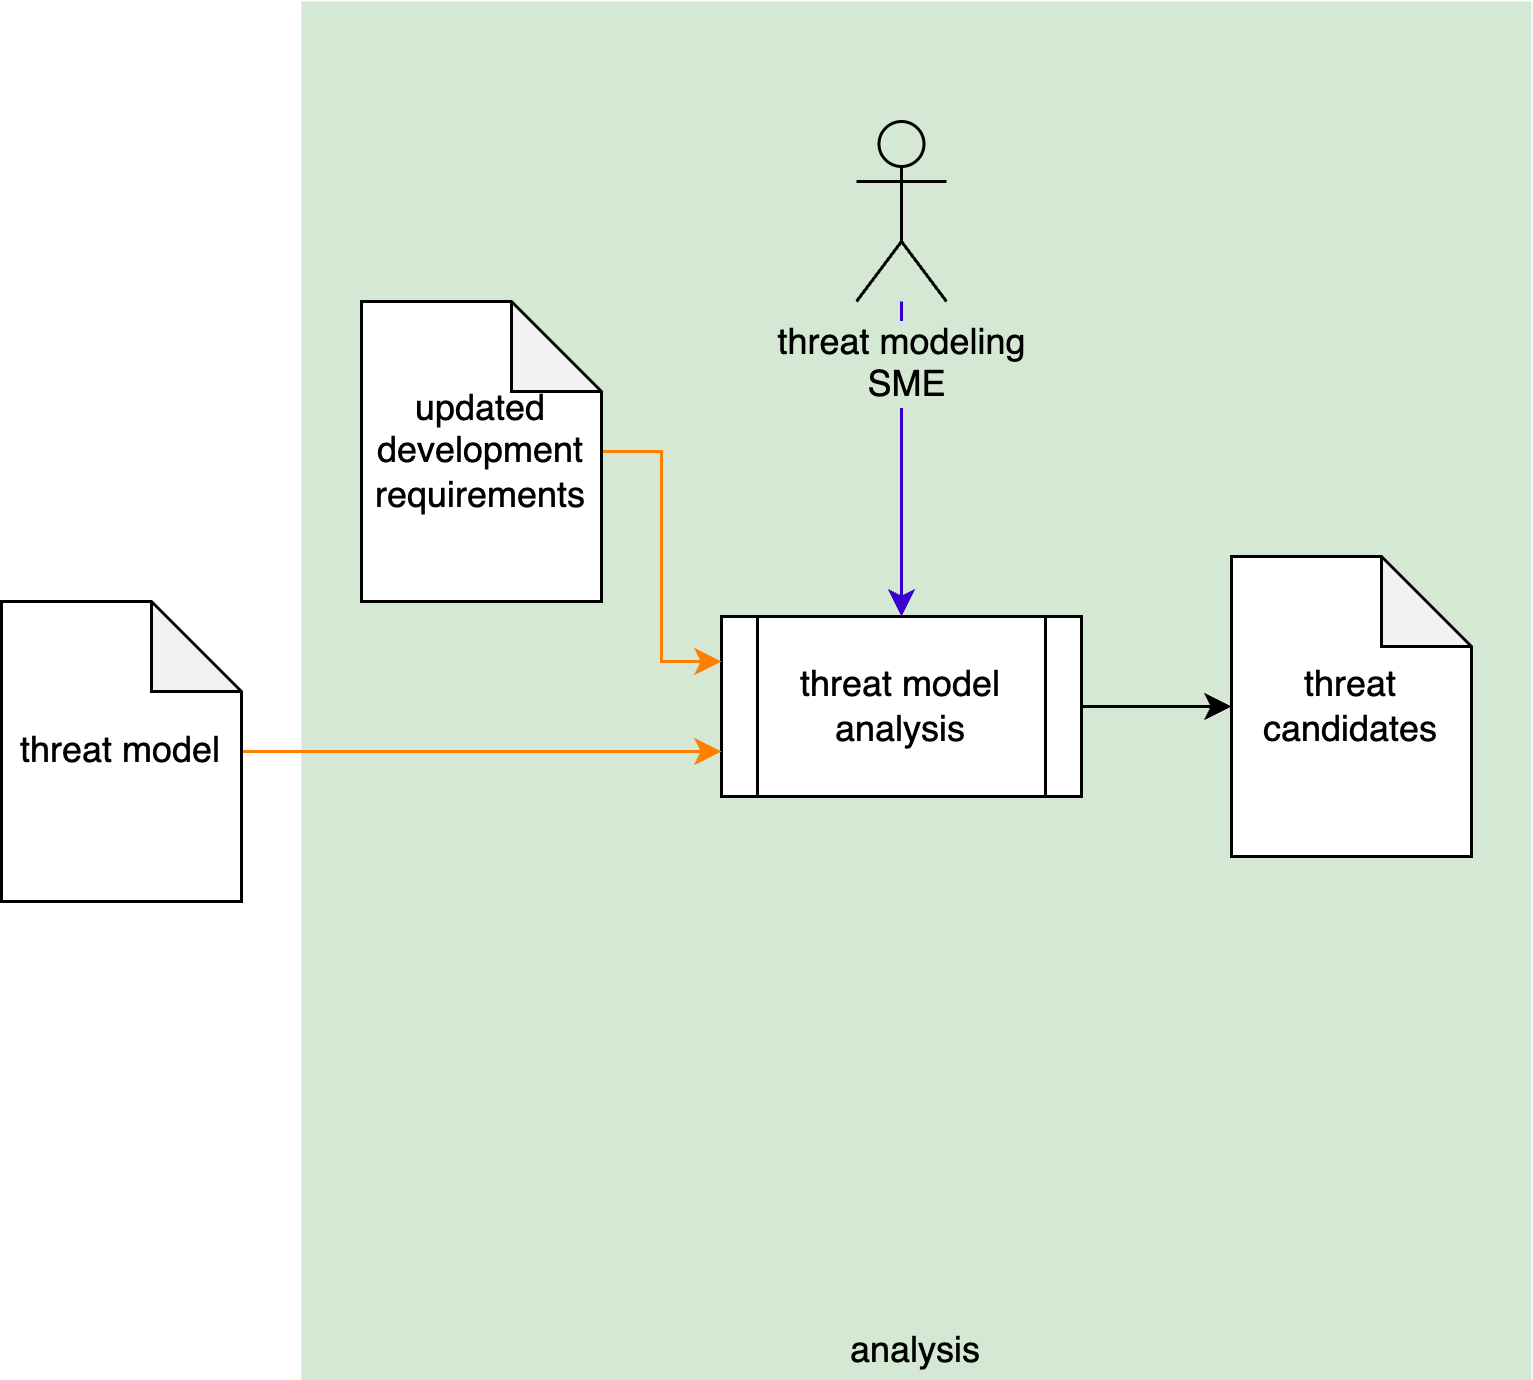 threat modeling
SME
updated
development
requirements
threat model
threat model
analysis
threat
candidates
analysis